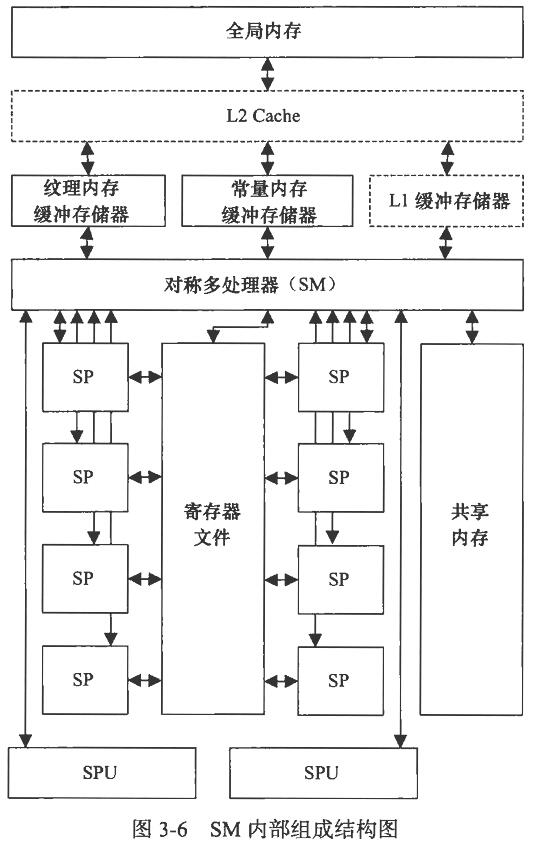 全局内存
L2 Cache
纹理内存
缓冲存储器
常量内存
缓冲存储器
L1 缓冲存储器
对称多处理器（SM）
SP
SP
SP
SP
寄存器
文件
SP
SP
SP
SP
共享
内存
SPU
SPU
图 3-6 SM 内部组成结构图